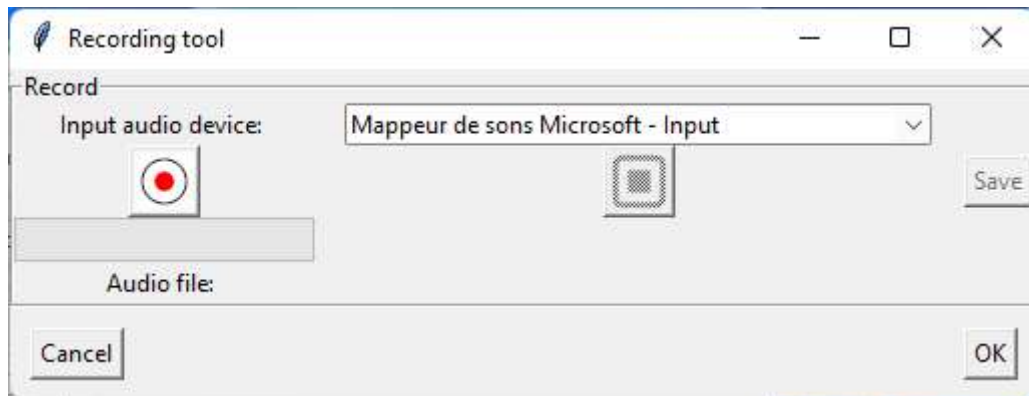 Recording tool
Record
Input audio device: Mappeur de sons Microsoft - Input
Save
Audio file:
Cancel OK